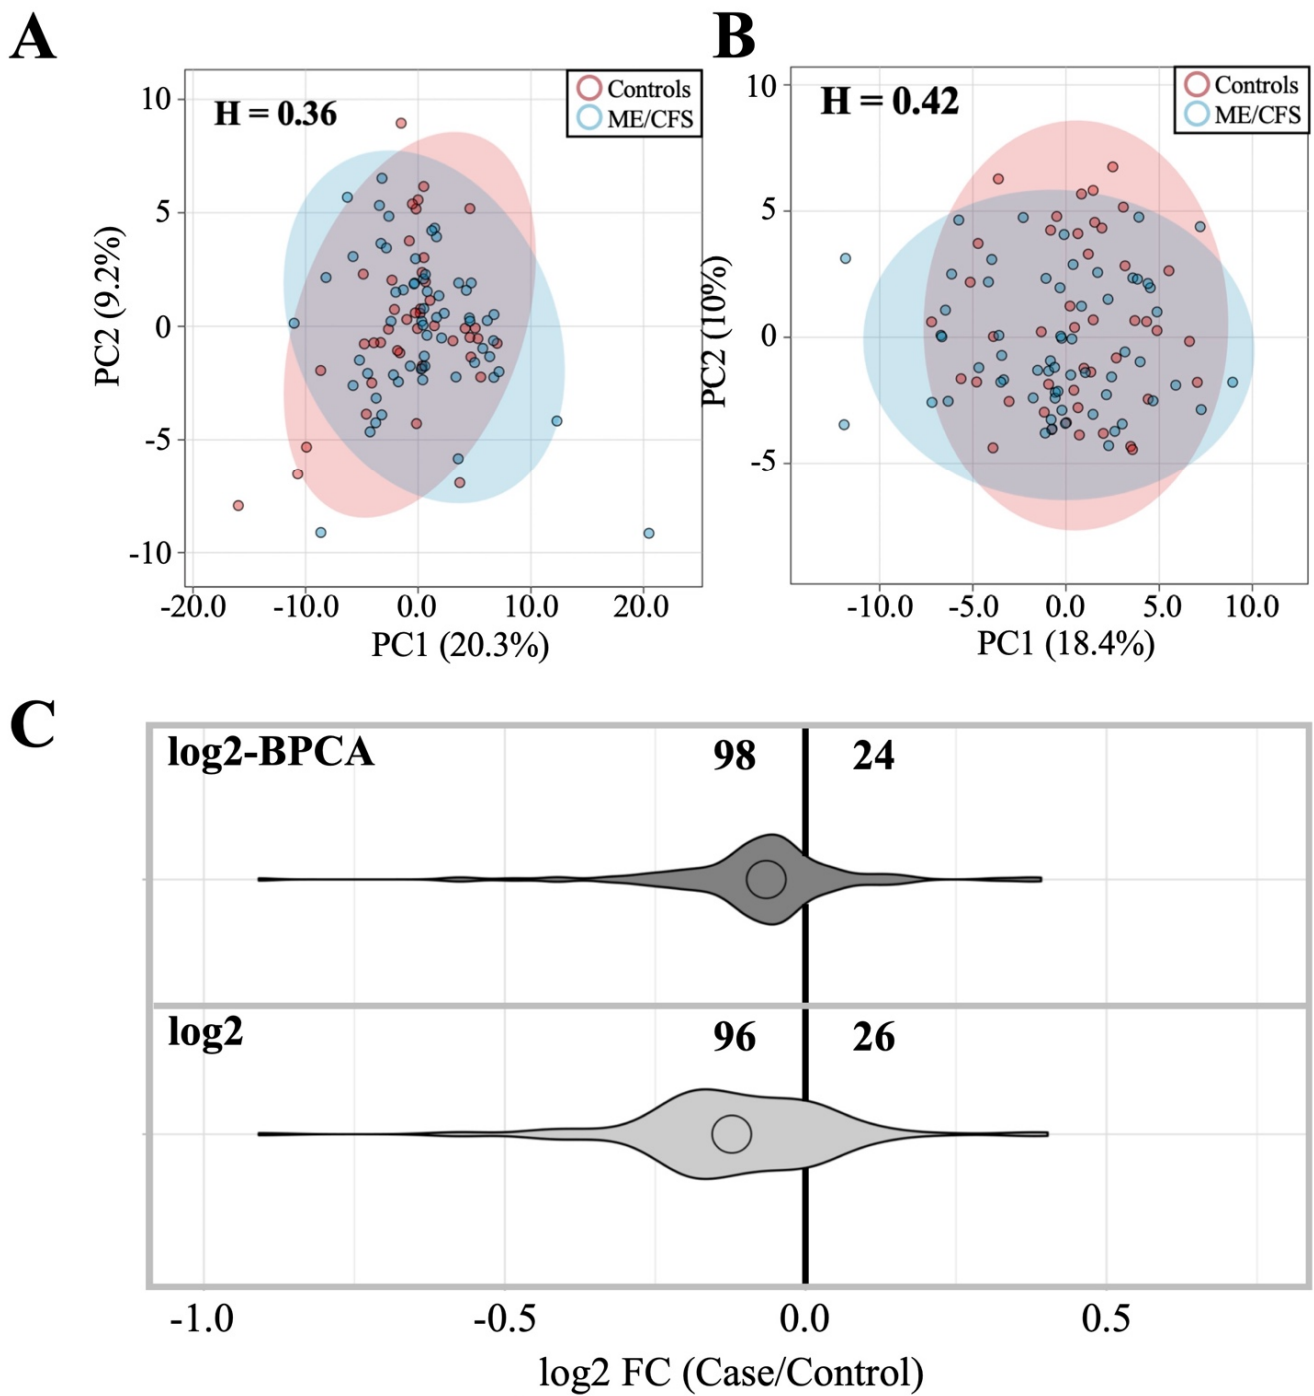 A
B
H = 0.36
Controls
ME/CFS
10
5
0
-5
-10
PC2 (9.2%)
-20.0 -10.0 0.0 10.0 20.0
PC1 (20.3%)
H = 0.42
Controls
ME/CFS
10
5
0
-5
PC2 (10%)
-10.0 -5.0 0.0 5.0 10.0
PC1 (18.4%)
C
log2-BPCA 98 24
log2 96 26
-1.0 -0.5 0.0 0.5
log2 FC (Case/Control)